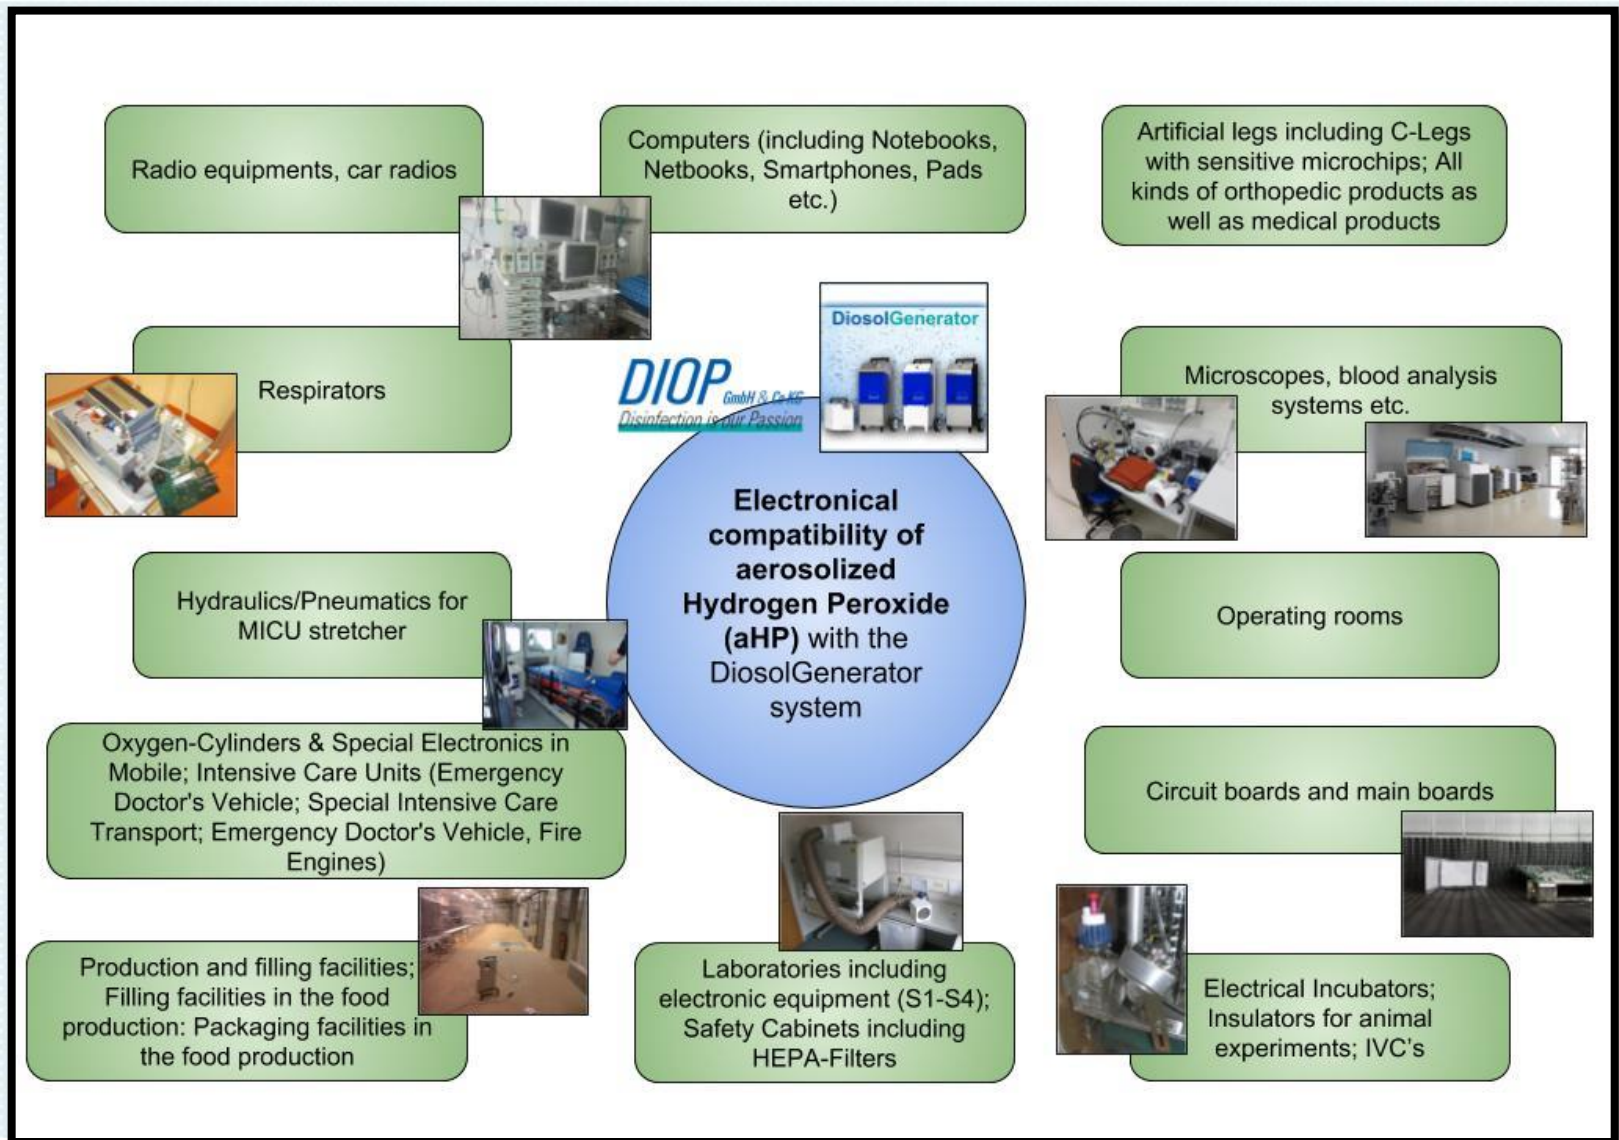 Radio equipments, car radios
Computers (including Notebooks,
Netbooks, Smartphones, Pads
etc.)
Artificial legs including C-Legs
with sensitive microchips; All
kinds of orthopedic products as
well as medical products
Respirators
DIOP
GmbH & Co KG
Disinfection is our Passion
DiosolGenerator
Microscopes, blood analysis
systems etc.
Electronical
compatibility of
aerosolized
Hydrogen Peroxide
(aHP) with the
DiosolGenerator
system
Hydraulics/Pneumatics for
MICU stretcher
Operating rooms
Oxygen-Cylinders & Special Electronics in
Mobile; Intensive Care Units (Emergency
Doctor's Vehicle; Special Intensive Care
Transport; Emergency Doctor's Vehicle, Fire
Engines)
Circuit boards and main boards
Production and filling facilities;
Filling facilities in the food
production: Packaging facilities in
the food production
Laboratories including
electronic equipment (S1-S4);
Safety Cabinets including
HEPA-Filters
Electrical Incubators;
Insulators for animal
experiments; IVC's